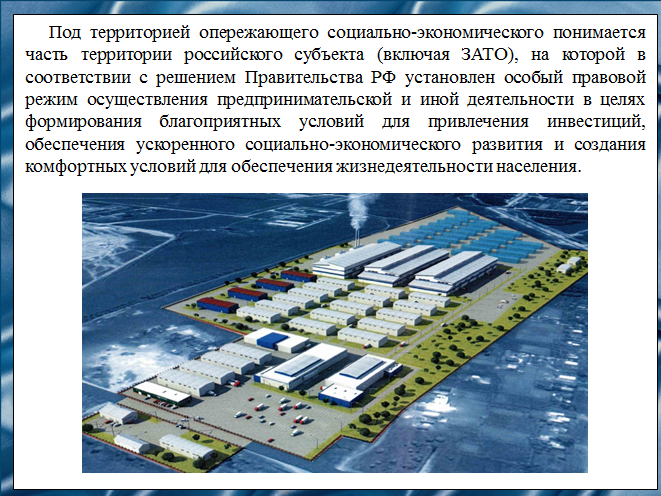 Под территорией опережающего социально-экономического понимается
часть территории российского субъекта (включая ЗАТО), на которой в
соответствии с решением Правительства РФ установлен особый правовой
режим осуществления предпринимательской и иной деятельности в целях
формирования благоприятных условий для привлечения инвестиций,
обеспечения ускоренного социально-экономического развития и создания
комфортных условий для обеспечения жизнедеятельности населения.